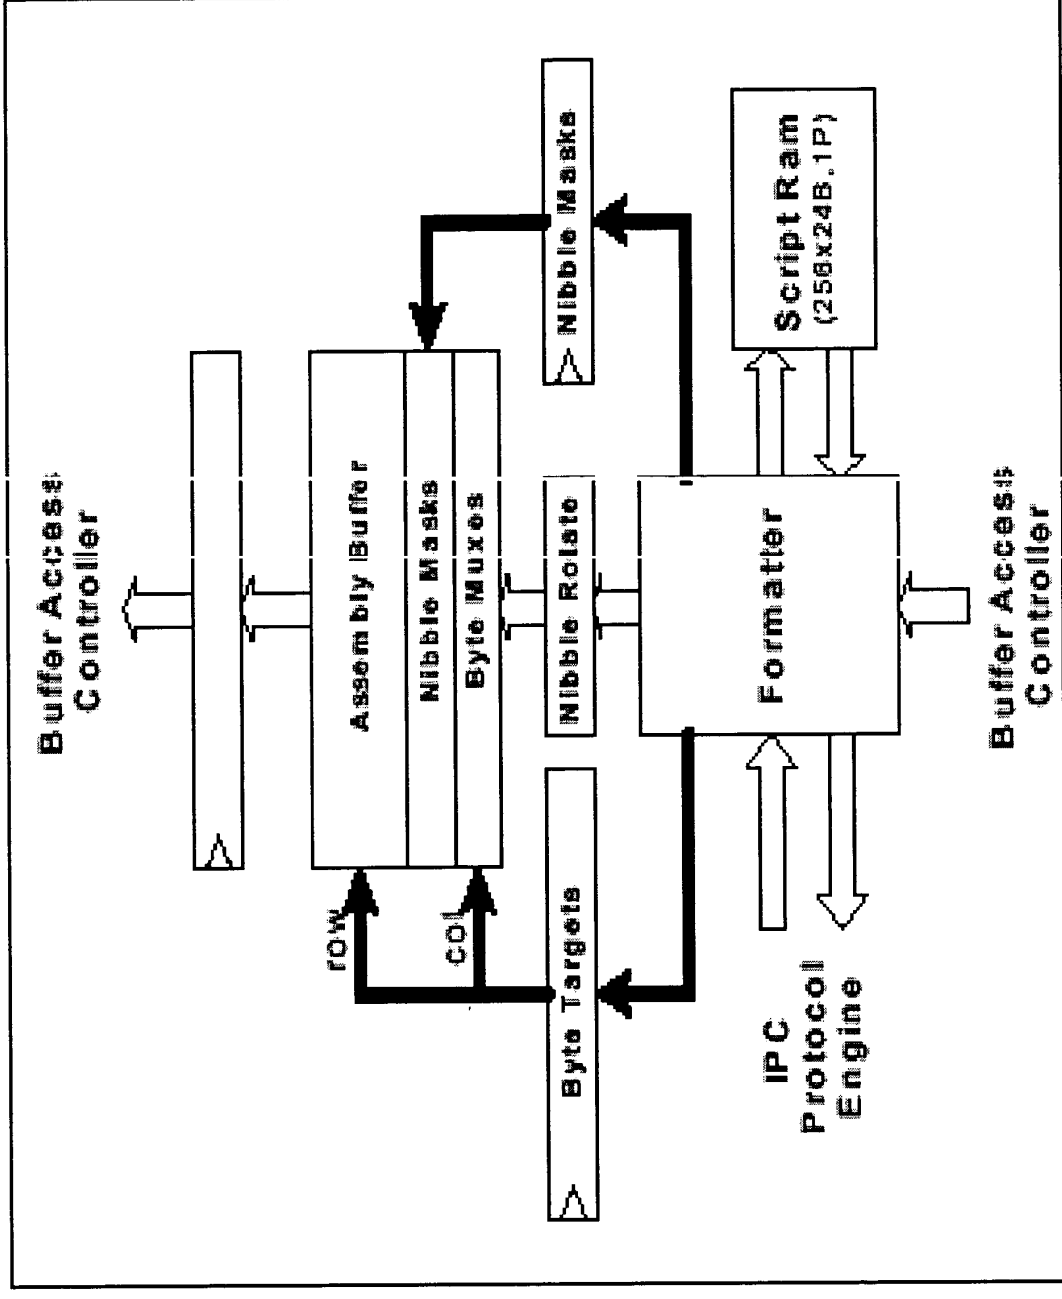 Buffer Access
Controller
row
col
Assembly Buffer
Nibble Masks
Byte Muxes
Byte Targets
Nibble Rotate
Nibble Masks
IPC
Protocol
Engine
Formatter
Script Ram
(256x24B.1P)
Buffer Access
Controller